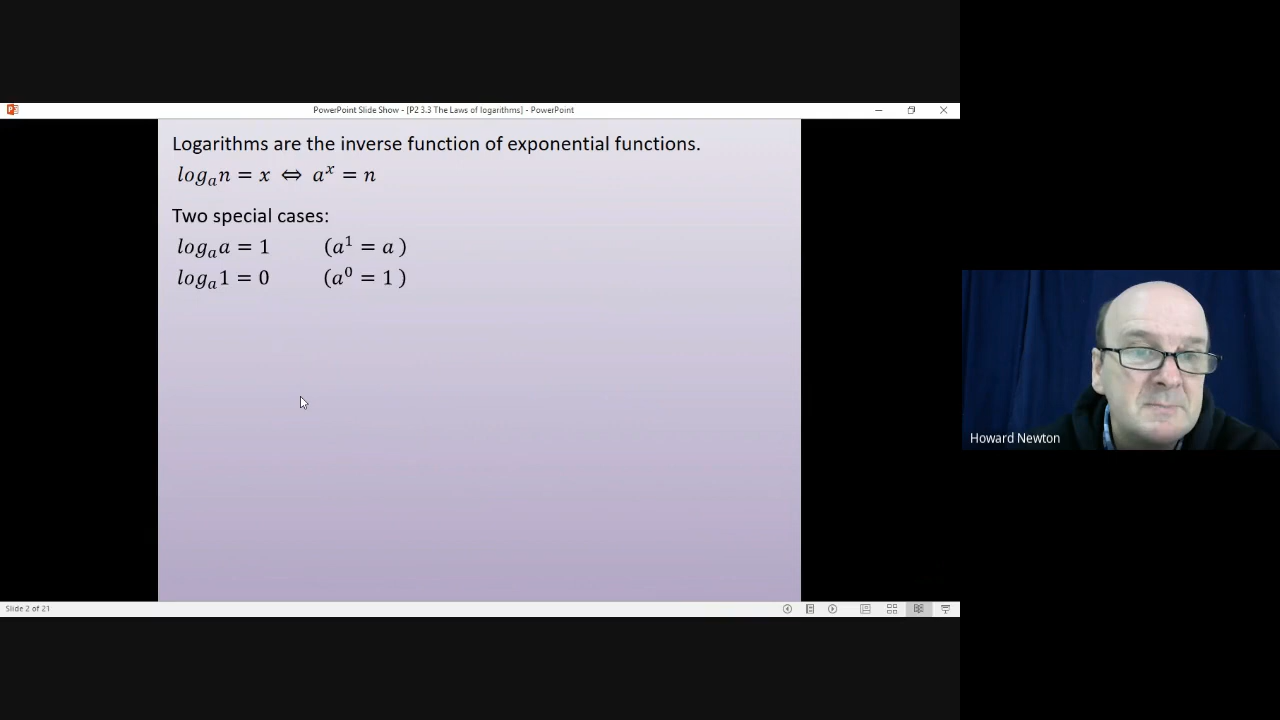 PowerPoint Slide Show - [P2 3.3 The Laws of logarithms] - PowerPoint
Logarithms are the inverse function of exponential functions.
logₐn = x ⇔ aˣ = n
Two special cases:
logₐa = 1 (a¹ = a )
logₐ1 = 0 (a⁰ = 1 )
Howard Newton
Slide 2 of 21